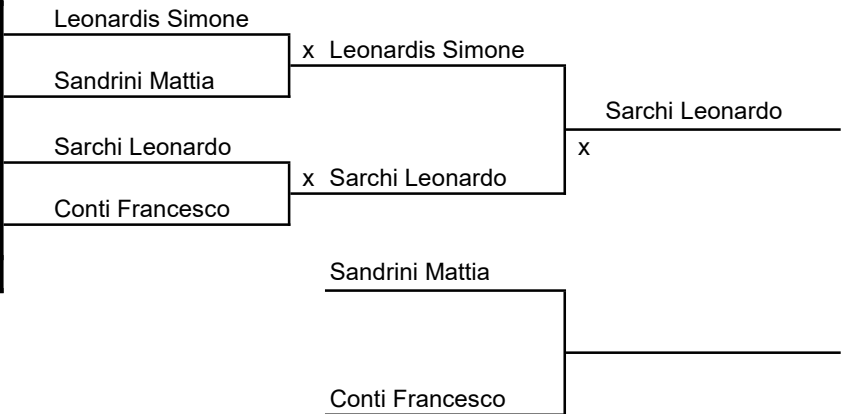 Leonardis Simone
x Leonardis Simone
Sandrini Mattia
Sarchi Leonardo
Sarchi Leonardo
x
x Sarchi Leonardo
Conti Francesco
Sandrini Mattia
Conti Francesco